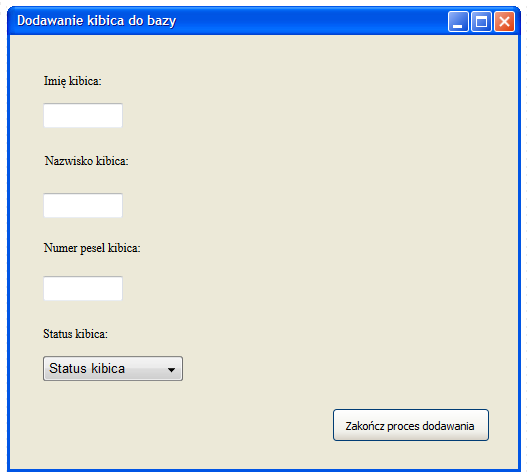 Dodawanie kibica do bazy
Imię kibica:
Nazwisko kibica:
Numer pesel kibica:
Status kibica:
Status kibica
Zakończ proces dodawania